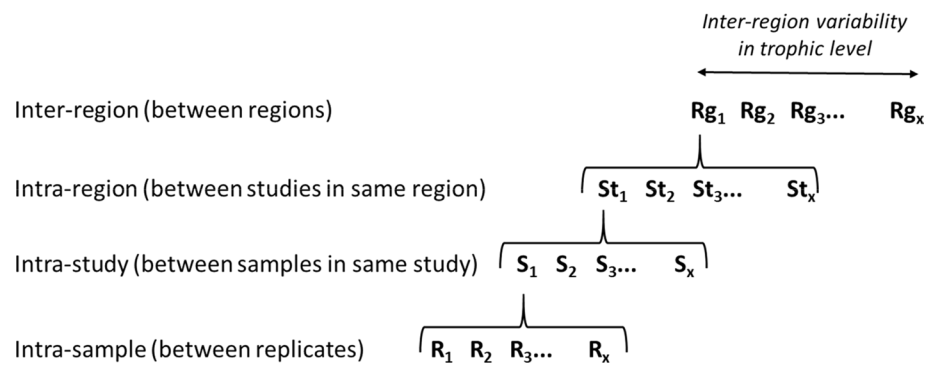 Inter-region variability
in trophic level
Inter-region (between regions) Rg₁ Rg₂ Rg₃... Rgₓ
Intra-region (between studies in same region) St₁ St₂ St₃... Stₓ
Intra-study (between samples in same study) S₁ S₂ S₃... Sₓ
Intra-sample (between replicates) R₁ R₂ R₃... Rₓ